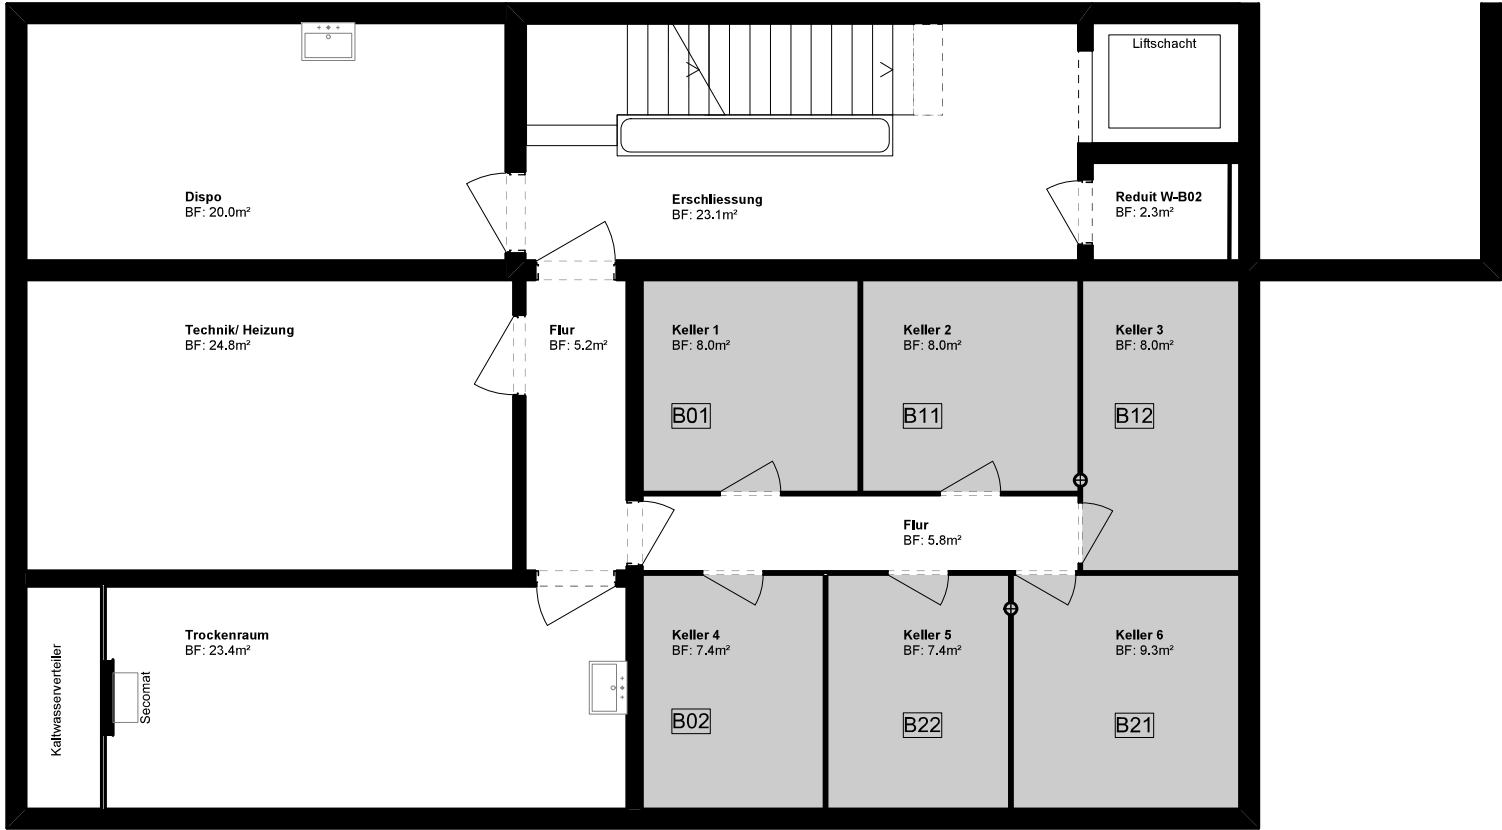 Liftschacht
Dispo
BF: 20.0m²
Erschliessung
BF: 23.1m²
Reduit W-B02
BF: 2.3m²
Technik/ Heizung
BF: 24.8m²
Flur
BF: 5.2m²
Keller 1
BF: 8.0m²
Keller 2
BF: 8.0m²
Keller 3
BF: 8.0m²
B01
B11
B12
Flur
BF: 5.8m²
Trockenraum
BF: 23.4m²
Keller 4
BF: 7.4m²
Keller 5
BF: 7.4m²
Keller 6
BF: 9.3m²
Kaltwasserverteiler
Secomat
B02
B22
B21